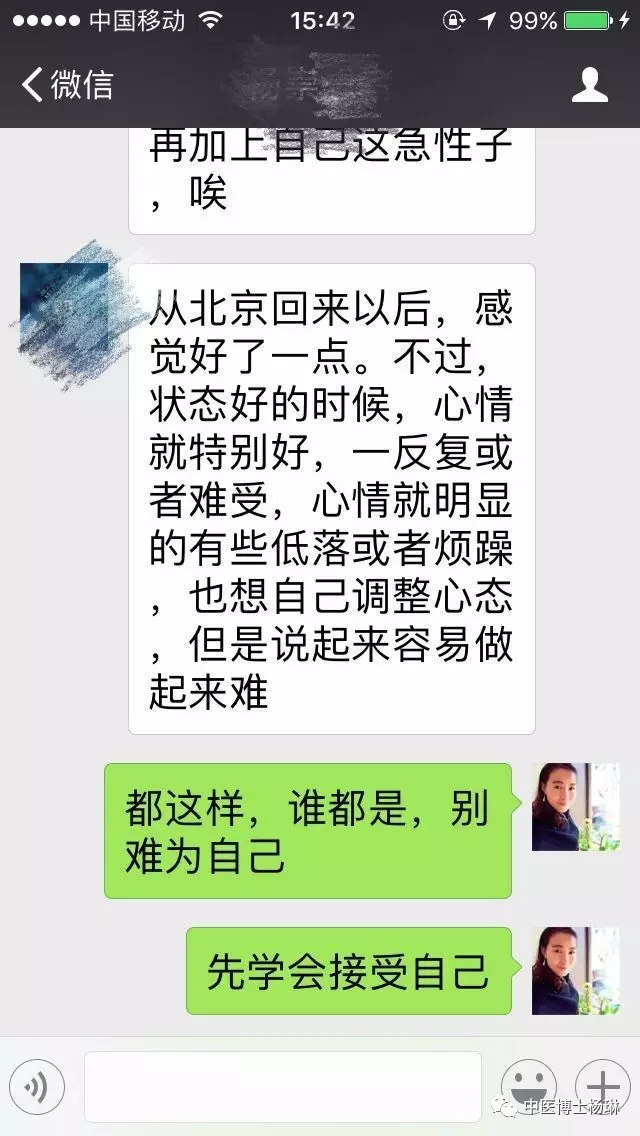 中国移动
15:42
99%
微信
再加上自己这急性子
，唉
从北京回来以后，感
觉好了一点。不过，
状态好的时候，心情
就特别好，一反复或
者难受，心情就明显
的有些低落或者烦躁
，也想自己调整心态
，但是说起来容易做
起来难
都这样，谁都是，别
难为自己
先学会接受自己
中医博士杨琳